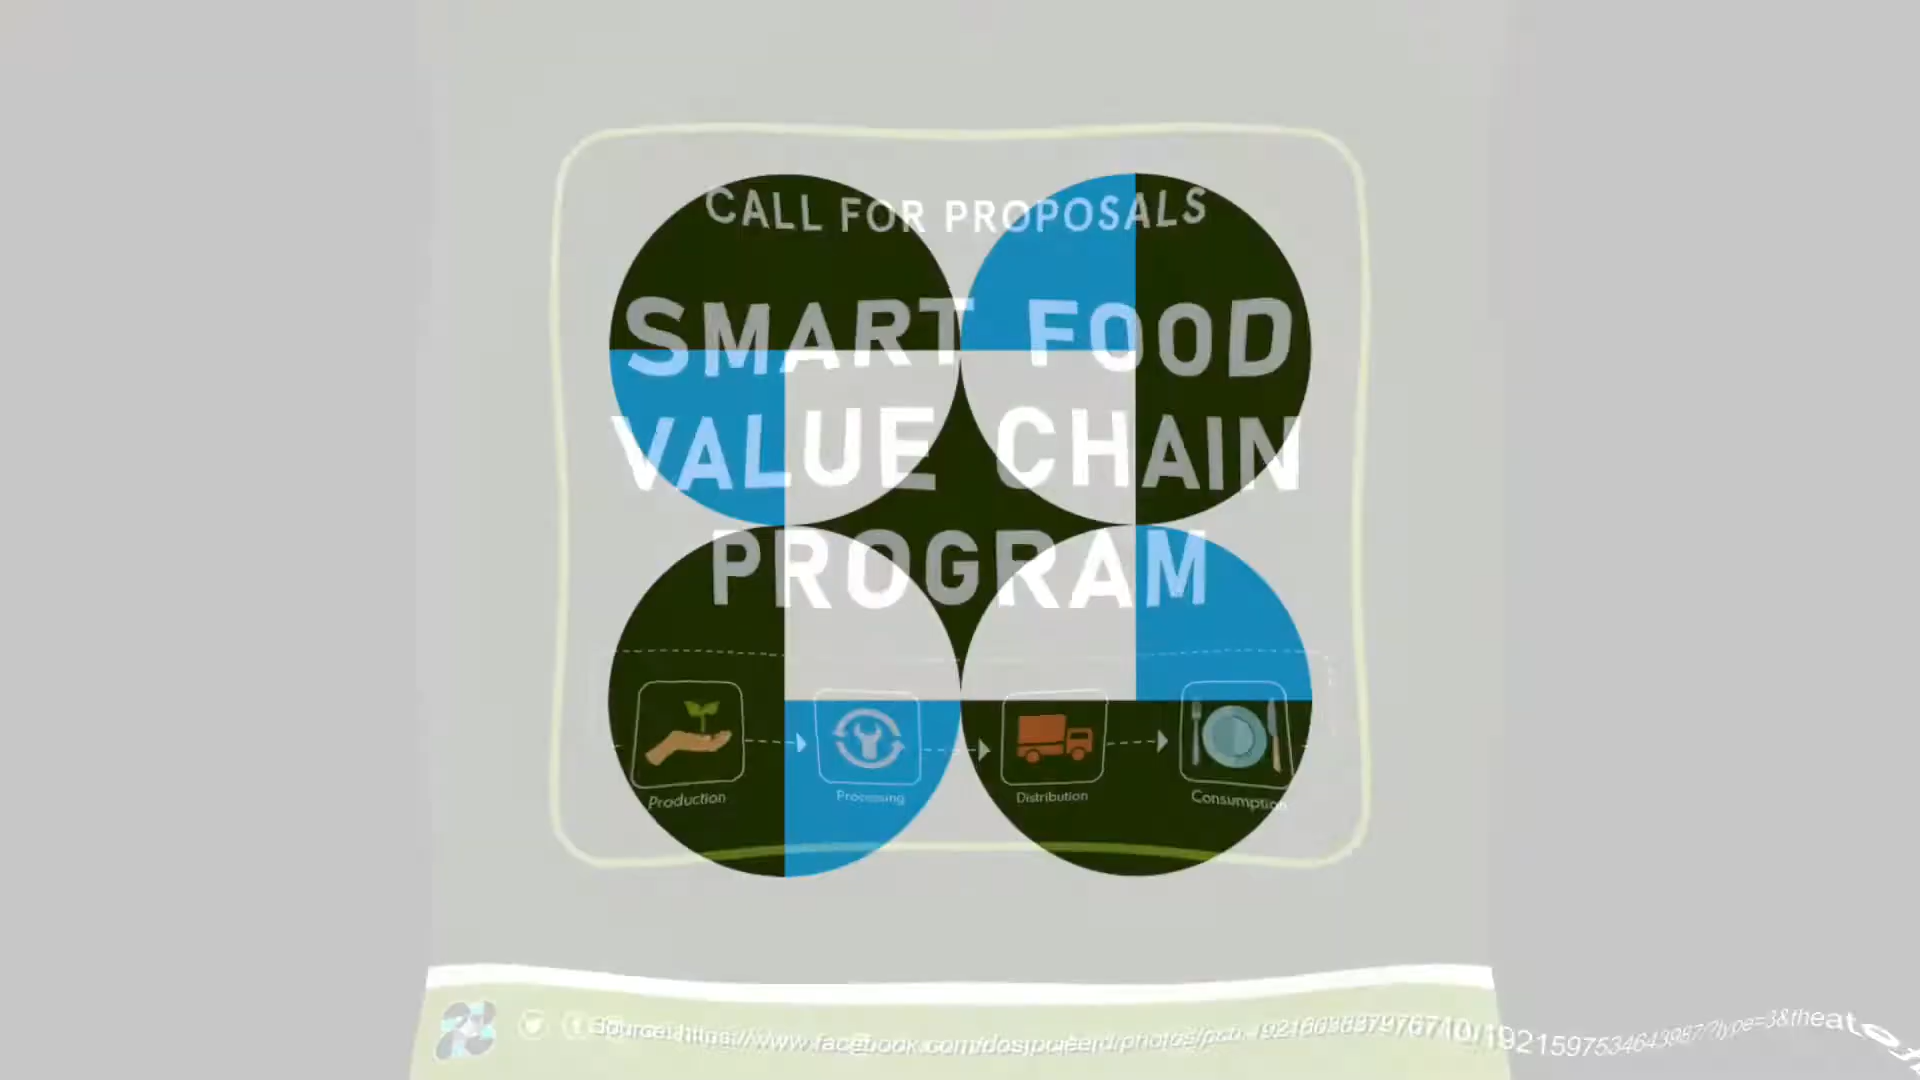 CALL FOR PROPOSALS
SMART FOOD
VALUE CHAIN
PROGRAM
Production
Processing
Distribution
Consumption